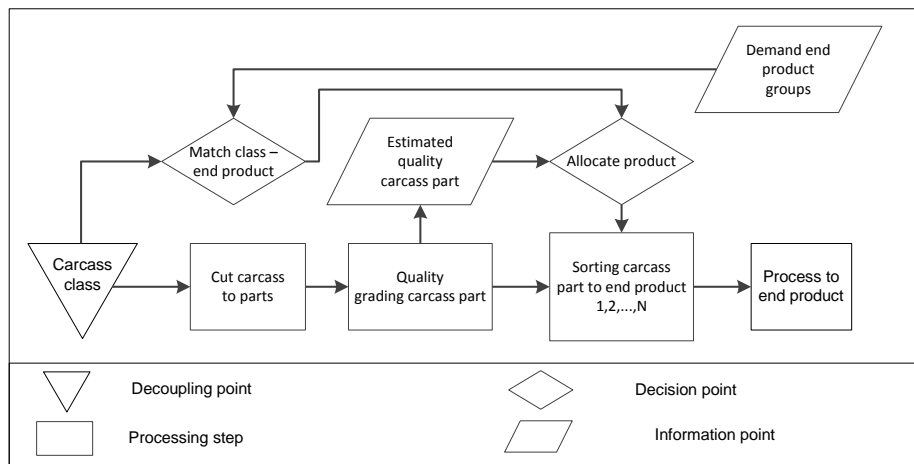 Demand end
product
groups
Match class –
end product
Estimated
quality
carcass part
Allocate product
Carcass
class
Cut carcass
to parts
Quality
grading carcass part
Sorting carcass
part to end product
1,2,...,N
Process to
end product
Decoupling point
Decision point
Processing step
Information point